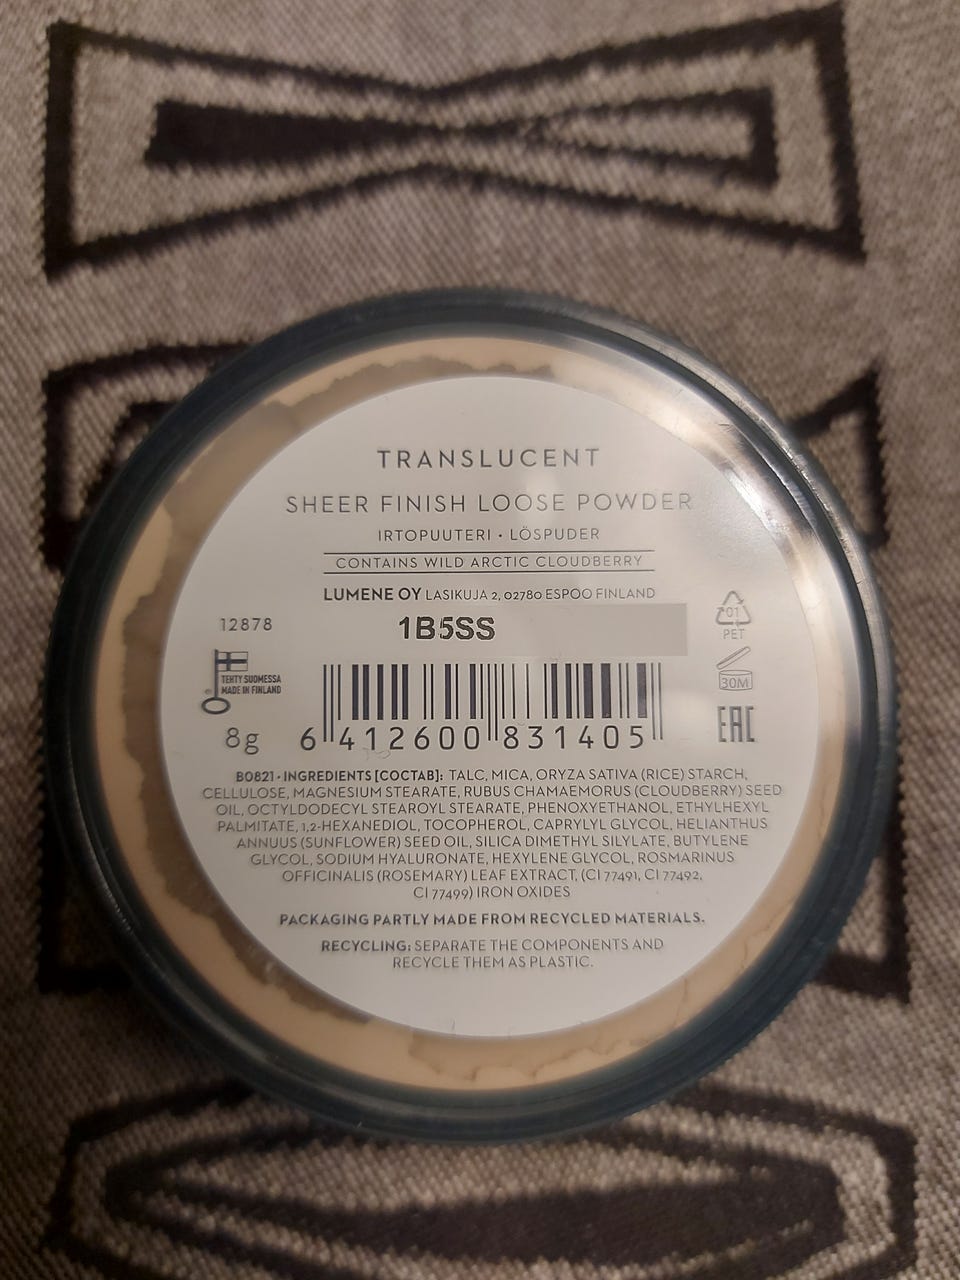 TRANSLUCENT
SHEER FINISH LOOSE POWDER
IRTOPUUTERI • LÖSPUDER
CONTAINS WILD ARCTIC CLOUDBERRY
LUMENE OY LASIKUJA 2, 02780 ESPOO FINLAND
12878
1B5SS
01
PET
TEHTY SUOMESSA
MADE IN FINLAND
30M
8g
6 412600 831405
EAC
B0821 • INGREDIENTS [СОСТАВ]: TALC, MICA, ORYZA SATIVA (RICE) STARCH,
CELLULOSE, MAGNESIUM STEARATE, RUBUS CHAMAEMORUS (CLOUDBERRY) SEED
OIL, OCTYLDODECYL STEAROYL STEARATE, PHENOXYETHANOL, ETHYLHEXYL
PALMITATE, 1,2-HEXANEDIOL, TOCOPHEROL, CAPRYLYL GLYCOL, HELIANTHUS
ANNUUS (SUNFLOWER) SEED OIL, SILICA DIMETHYL SILYLATE, BUTYLENE
GLYCOL, SODIUM HYALURONATE, HEXYLENE GLYCOL, ROSMARINUS
OFFICINALIS (ROSEMARY) LEAF EXTRACT, (CI 77491, CI 77492,
CI 77499) IRON OXIDES
PACKAGING PARTLY MADE FROM RECYCLED MATERIALS.
RECYCLING: SEPARATE THE COMPONENTS AND
RECYCLE THEM AS PLASTIC.